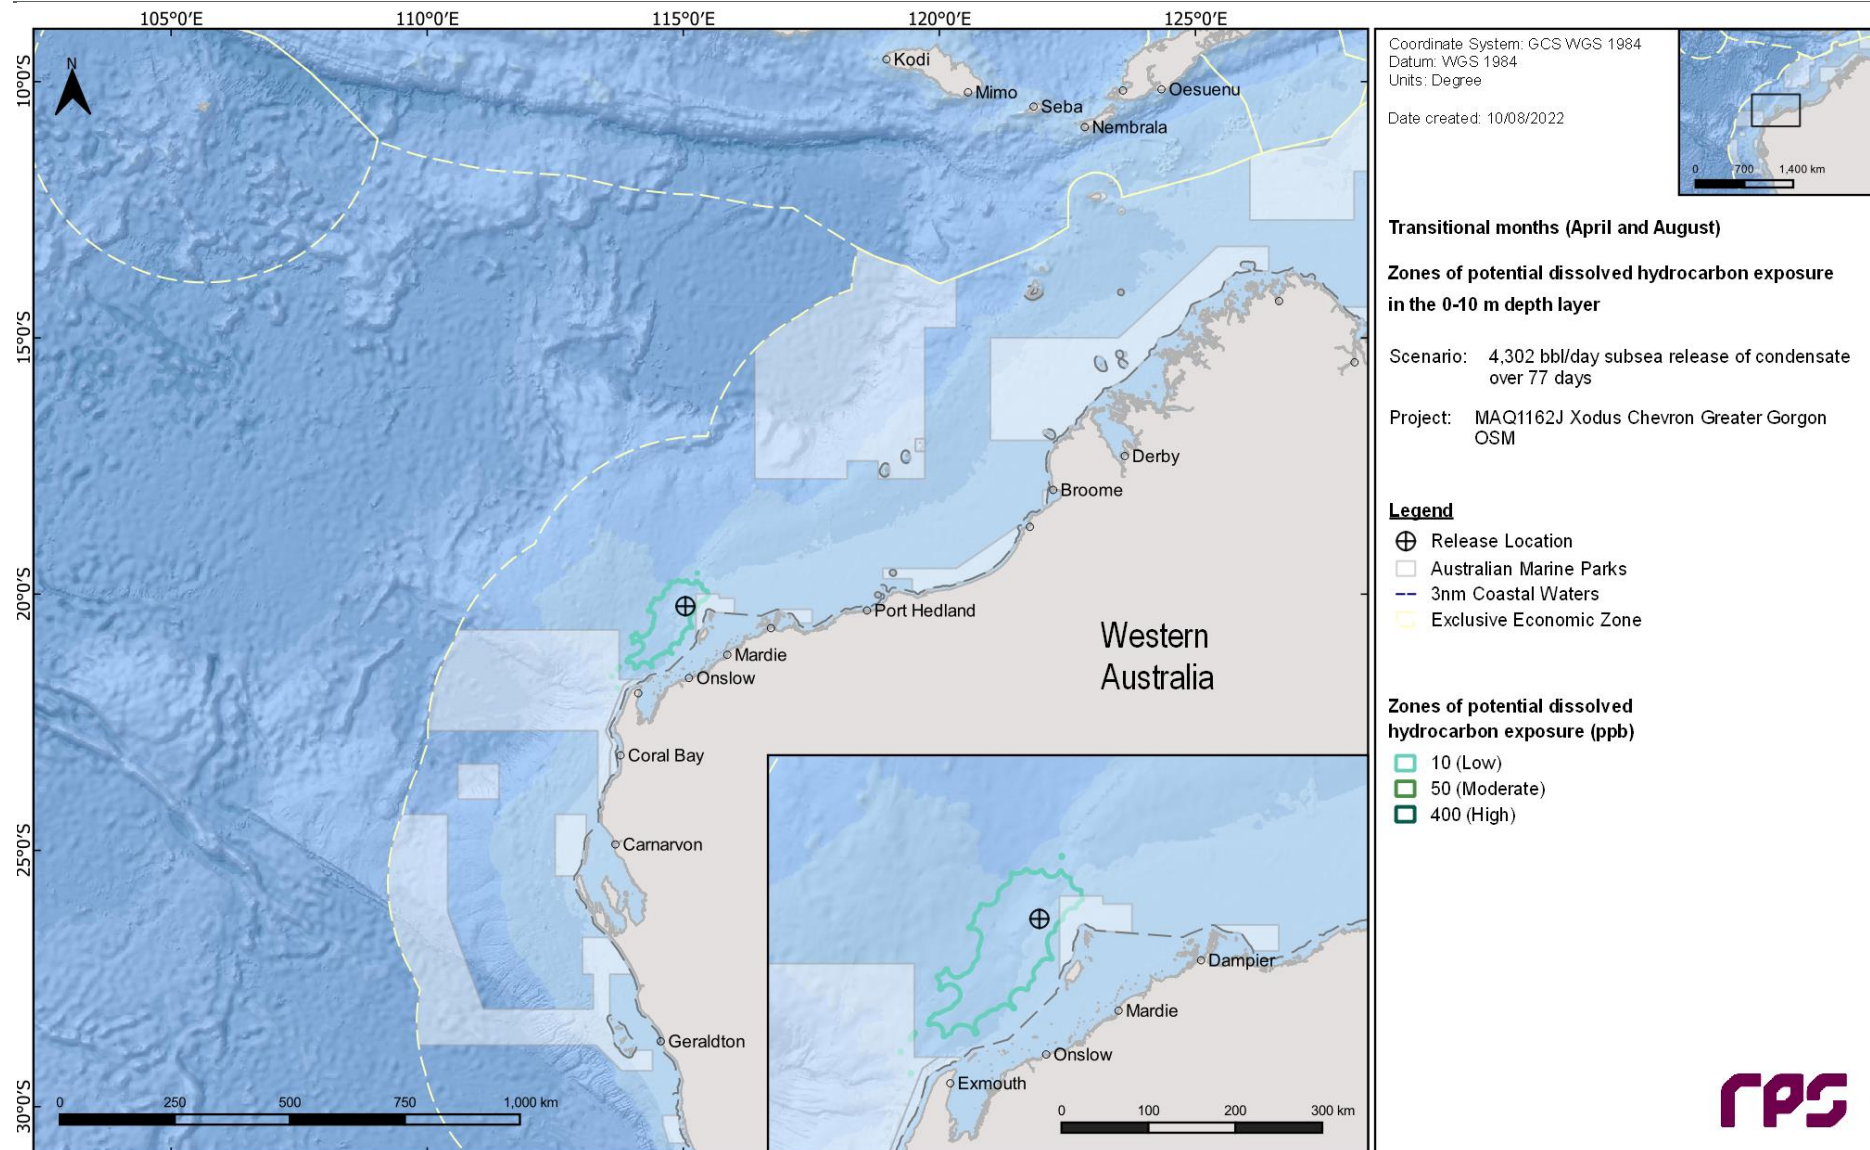 105°0'E 110°0'E 115°0'E 120°0'E 125°0'E
10°0'S
15°0'S
20°0'S
25°0'S
30°0'S
N
Kodi
Mimo
Seba
Oesuenu
Nembrala
Derby
Broome
Port Hedland
Mardie
Onslow
Western
Australia
Coral Bay
Carnarvon
Geraldton
0 250 500 750 1,000 km
Dampier
Mardie
Onslow
Exmouth
0 100 200 300 km
Coordinate System: GCS WGS 1984
Datum: WGS 1984
Units: Degree
Date created: 10/08/2022
0 700 1,400 km
Transitional months (April and August)
Zones of potential dissolved hydrocarbon exposure
in the 0-10 m depth layer
Scenario: 4,302 bbl/day subsea release of condensate
over 77 days
Project: MAQ1162J Xodus Chevron Greater Gorgon
OSM
Legend
Release Location
Australian Marine Parks
3nm Coastal Waters
Exclusive Economic Zone
Zones of potential dissolved
hydrocarbon exposure (ppb)
10 (Low)
50 (Moderate)
400 (High)
rps